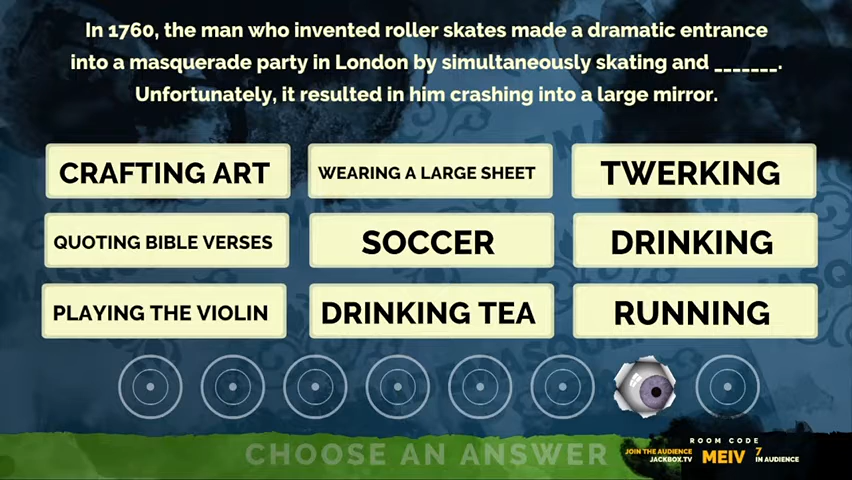 In 1760, the man who invented roller skates made a dramatic entrance
into a masquerade party in London by simultaneously skating and _______.
Unfortunately, it resulted in him crashing into a large mirror.
CRAFTING ART
WEARING A LARGE SHEET
TWERKING
QUOTING BIBLE VERSES
SOCCER
DRINKING
PLAYING THE VIOLIN
DRINKING TEA
RUNNING
CHOOSE AN ANSWER
ROOM CODE
JOIN THE AUDIENCE
JACKBOX.TV
MEIV
7
IN AUDIENCE